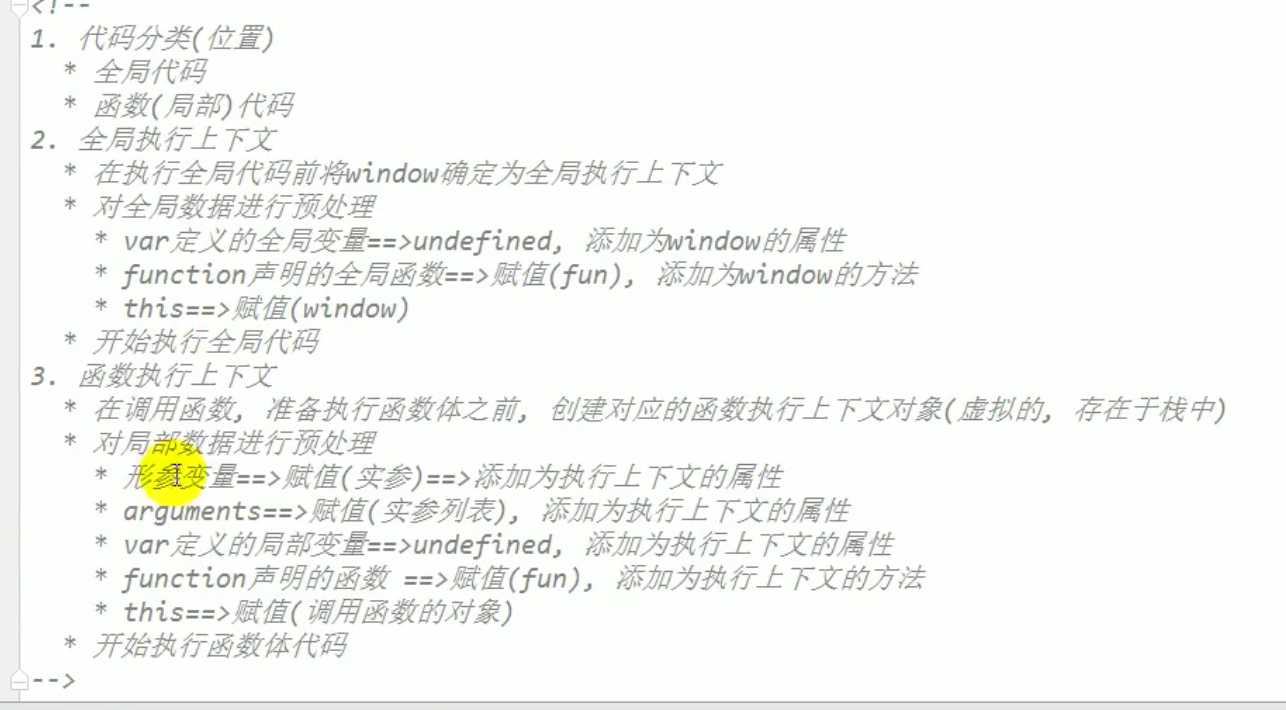 <!--
1. 代码分类(位置)
* 全局代码
* 函数(局部)代码
2. 全局执行上下文
* 在执行全局代码前将window确定为全局执行上下文
* 对全局数据进行预处理
* var定义的全局变量==>undefined, 添加为window的属性
* function声明的全局函数==>赋值(fun), 添加为window的方法
* this==>赋值(window)
* 开始执行全局代码
3. 函数执行上下文
* 在调用函数, 准备执行函数体之前, 创建对应的函数执行上下文对象(虚拟的, 存在于栈中)
* 对局部数据进行预处理
* 形参变量==>赋值(实参)==>添加为执行上下文的属性
* arguments==>赋值(实参列表), 添加为执行上下文的属性
* var定义的局部变量==>undefined, 添加为执行上下文的属性
* function声明的函数 ==>赋值(fun), 添加为执行上下文的方法
* this==>赋值(调用函数的对象)
* 开始执行函数体代码
-->